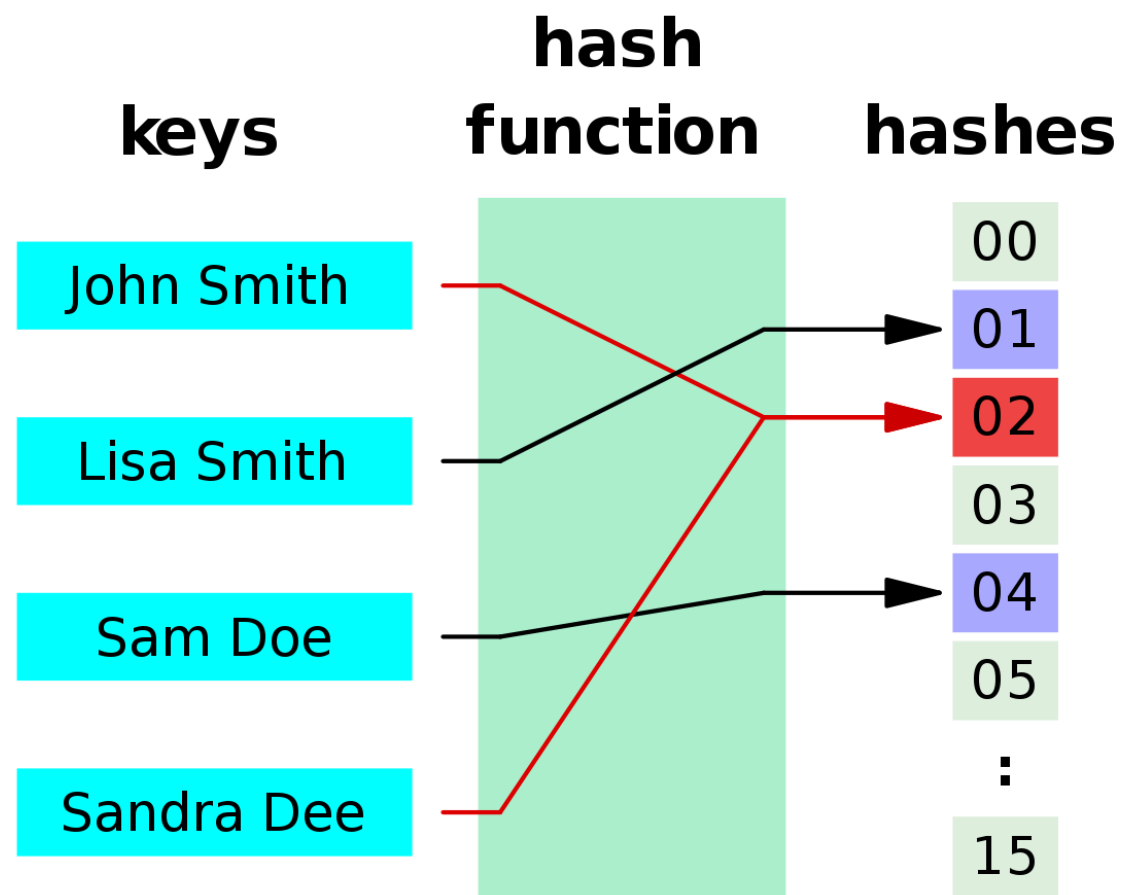 hash
keys function hashes
John Smith
Lisa Smith
Sam Doe
Sandra Dee
00
01
02
03
04
05
:
15